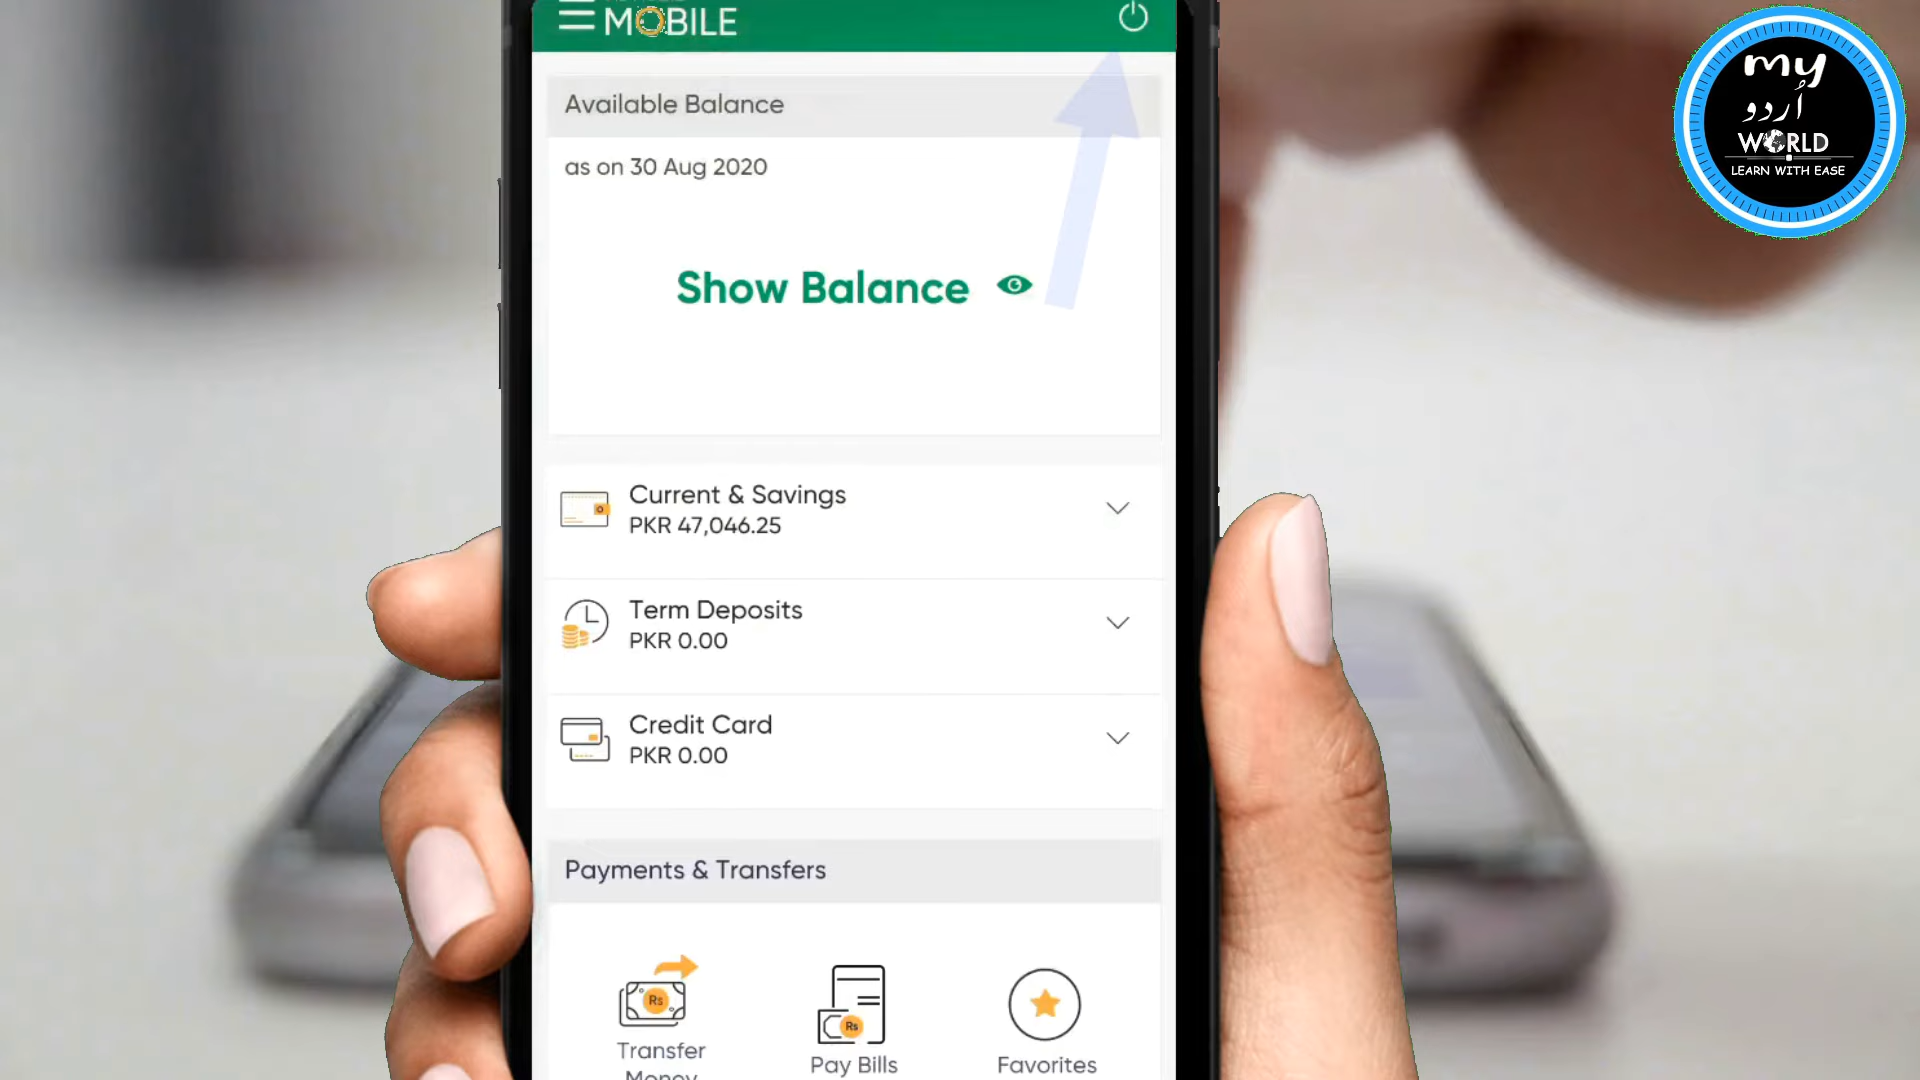 MOBILE
my
اُردو
WORLD
LEARN WITH EASE
Available Balance
as on 30 Aug 2020
Show Balance
Current & Savings
PKR 47,046.25
Term Deposits
PKR 0.00
Credit Card
PKR 0.00
Payments & Transfers
Rs
Rs
Transfer
Money
Pay Bills
Favorites